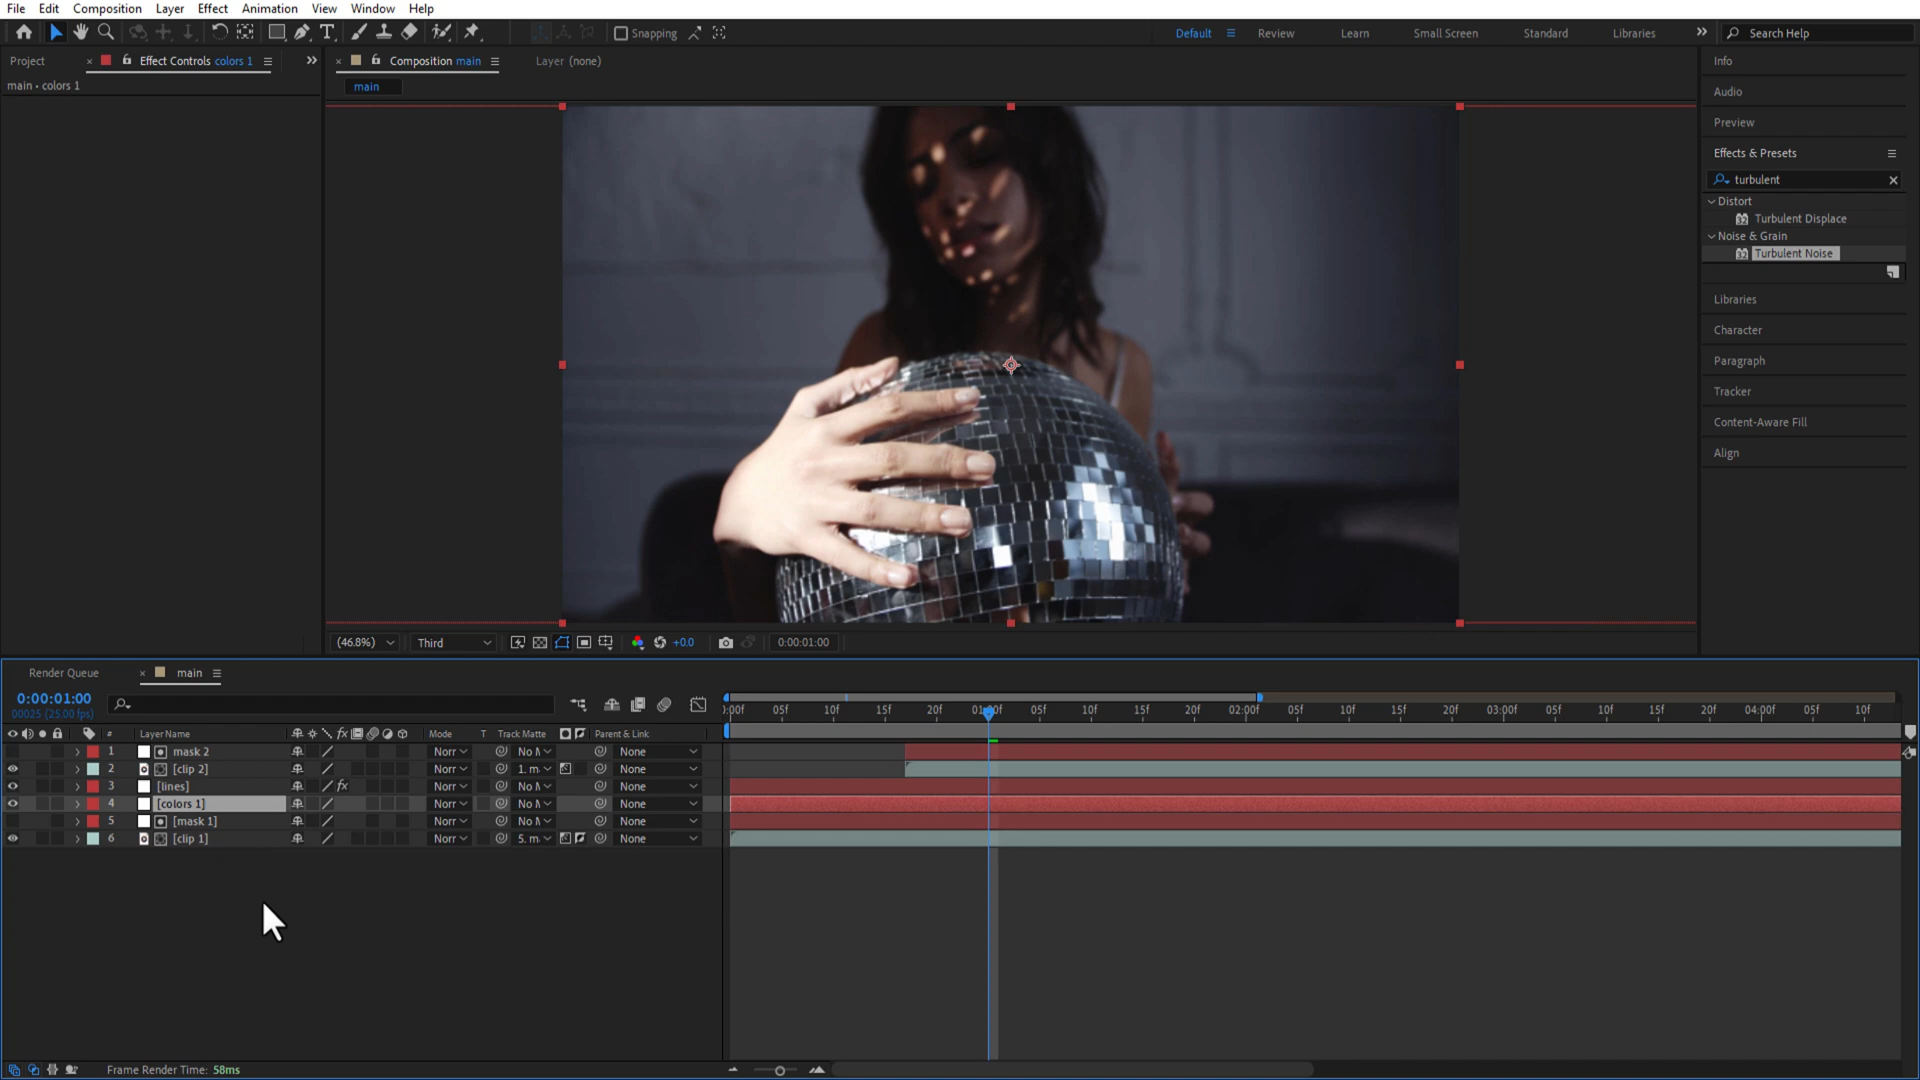 File Edit Composition Layer Effect Animation View Window Help
Snapping
Default Review Learn Small Screen Standard Libraries Search Help
Project Effect Controls colors 1
main • colors 1
Composition main Layer (none)
main
Info
Audio
Preview
Effects & Presets
turbulent
Distort
Turbulent Displace
Noise & Grain
Turbulent Noise
Libraries
Character
Paragraph
Tracker
Content-Aware Fill
Align
(46.8%) Third +0.0 0:00:01:00
Render Queue main
0:00:01:00
00025 (25.00 fps)
:00f 05f 10f 15f 20f 01:00f 05f 10f 15f 20f 02:00f 05f 10f 15f 20f 03:00f 05f 10f 15f 20f 04:00f 05f 10f
# Layer Name Mode T Track Matte Parent & Link
1 mask 2 Norr No M None
2 [clip 2] Norr 1. m None
3 [lines] Norr No M None
4 [colors 1] Norr No M None
5 [mask 1] Norr No M None
6 [clip 1] Norr 5. m None
Frame Render Time: 58ms